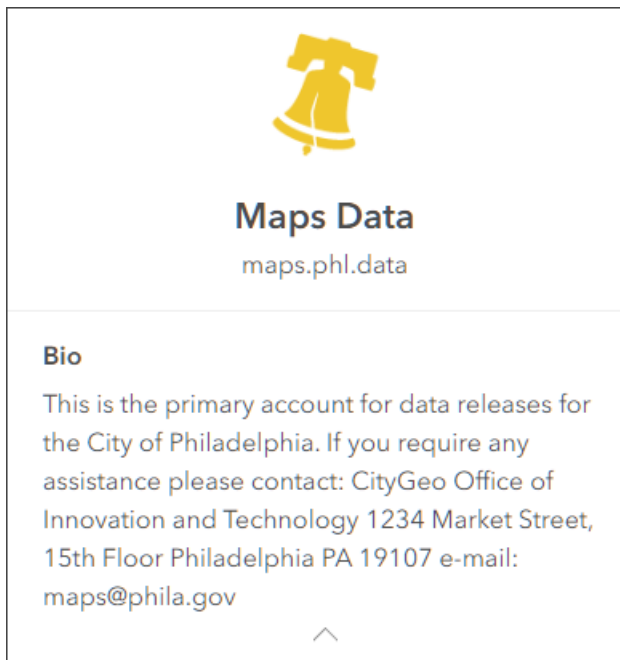 Maps Data
maps.phl.data
Bio
This is the primary account for data releases for
the City of Philadelphia. If you require any
assistance please contact: CityGeo Office of
Innovation and Technology 1234 Market Street,
15th Floor Philadelphia PA 19107 e-mail:
maps@phila.gov